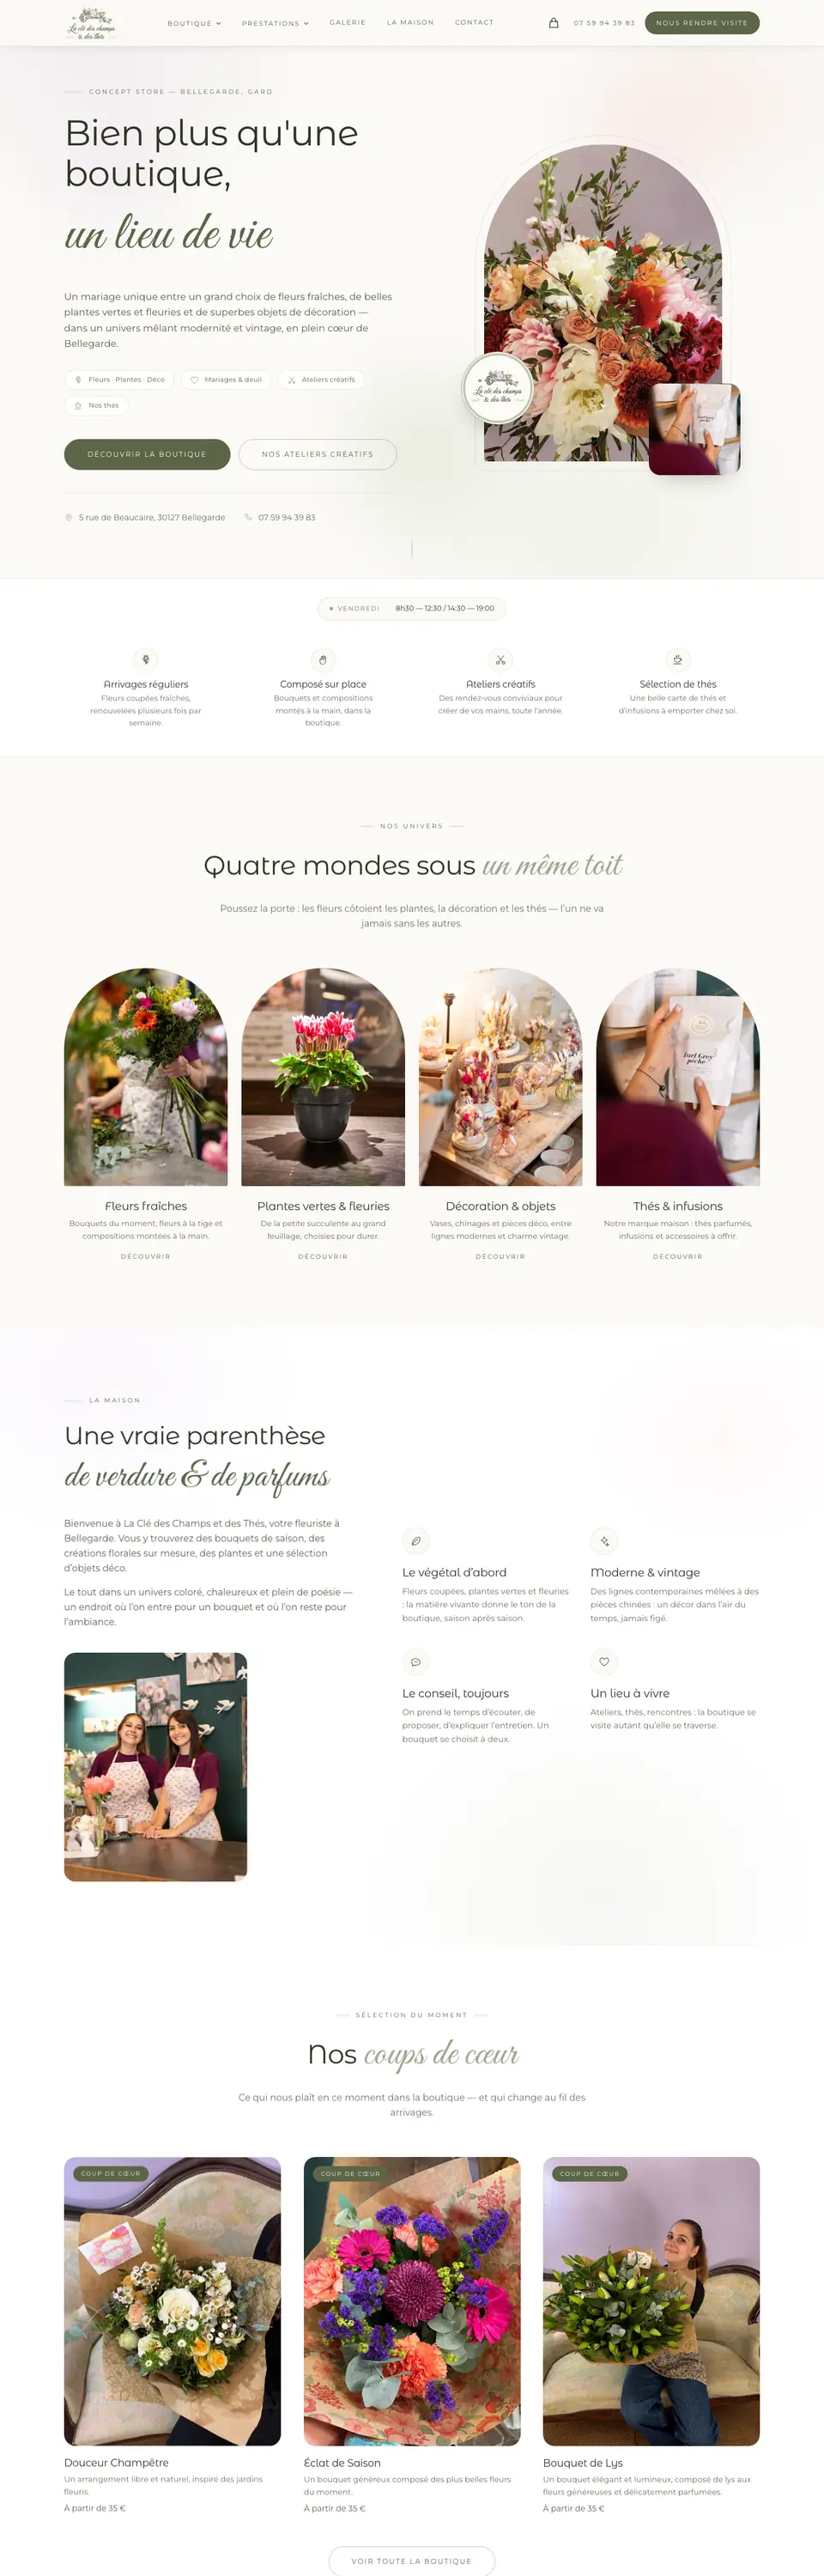 La clé des champs
& des thés
BOUTIQUE
PRESTATIONS
GALERIE
LA MAISON
CONTACT
07 59 94 39 83
NOUS RENDRE VISITE
CONCEPT STORE — BELLEGARDE, GARD
Bien plus qu'une
boutique,
un lieu de vie
Un mariage unique entre un grand choix de fleurs fraîches, de belles
plantes vertes et fleuries et de superbes objets de décoration —
dans un univers mêlant modernité et vintage, en plein cœur de
Bellegarde.
Fleurs · Plantes · Déco
Mariages & deuil
Ateliers créatifs
Nos thés
DÉCOUVRIR LA BOUTIQUE
NOS ATELIERS CRÉATIFS
5 rue de Beaucaire, 30127 Bellegarde
07 59 94 39 83
La clé des champs
& des thés
Earl Grey
pêche
VENDREDI
8h30 — 12:30 / 14:30 — 19:00
Arrivages réguliers
Fleurs coupées fraîches,
renouvelées plusieurs fois par
semaine.
Composé sur place
Bouquets et compositions
montés à la main, dans la
boutique.
Ateliers créatifs
Des rendez-vous conviviaux pour
créer de vos mains, toute l'année.
Sélection de thés
Une belle carte de thés et
d'infusions à emporter chez soi.
NOS UNIVERS
Quatre mondes sous un même toit
Poussez la porte : les fleurs côtoient les plantes, la décoration et les thés — l'un ne va
jamais sans les autres.
Earl Grey
pêche
Fleurs fraîches
Bouquets du moment, fleurs à la tige et
compositions montées à la main.
DÉCOUVRIR
Plantes vertes & fleuries
De la petite succulente au grand
feuillage, choisies pour durer.
DÉCOUVRIR
Décoration & objets
Vases, chinages et pièces déco, entre
lignes modernes et charme vintage.
DÉCOUVRIR
Thés & infusions
Notre marque maison : thés parfumés,
infusions et accessoires à offrir.
DÉCOUVRIR
LA MAISON
Une vraie parenthèse
de verdure & de parfums
Bienvenue à La Clé des Champs et des Thés, votre fleuriste à
Bellegarde. Vous y trouverez des bouquets de saison, des
créations florales sur mesure, des plantes et une sélection
d'objets déco.
Le tout dans un univers coloré, chaleureux et plein de poésie —
un endroit où l'on entre pour un bouquet et où l'on reste pour
l'ambiance.
Le végétal d'abord
Fleurs coupées, plantes vertes et fleuries
: la matière vivante donne le ton de la
boutique, saison après saison.
Moderne & vintage
Des lignes contemporaines mêlées à des
pièces chinées : un décor dans l'air du
temps, jamais figé.
Le conseil, toujours
On prend le temps d'écouter, de
proposer, d'expliquer l'entretien. Un
bouquet se choisit à deux.
Un lieu à vivre
Ateliers, thés, rencontres : la boutique se
visite autant qu'elle se traverse.
SÉLECTION DU MOMENT
Nos coups de cœur
Ce qui nous plaît en ce moment dans la boutique — et qui change au fil des
arrivages.
COUP DE CŒUR
COUP DE CŒUR
COUP DE CŒUR
Douceur Champêtre
Un arrangement libre et naturel, inspiré des jardins
fleuris.
À partir de 35 €
Éclat de Saison
Un bouquet généreux composé des plus belles fleurs
du moment.
À partir de 35 €
Bouquet de Lys
Un bouquet élégant et lumineux, composé de lys aux
fleurs généreuses et délicatement parfumées.
À partir de 35 €
VOIR TOUTE LA BOUTIQUE